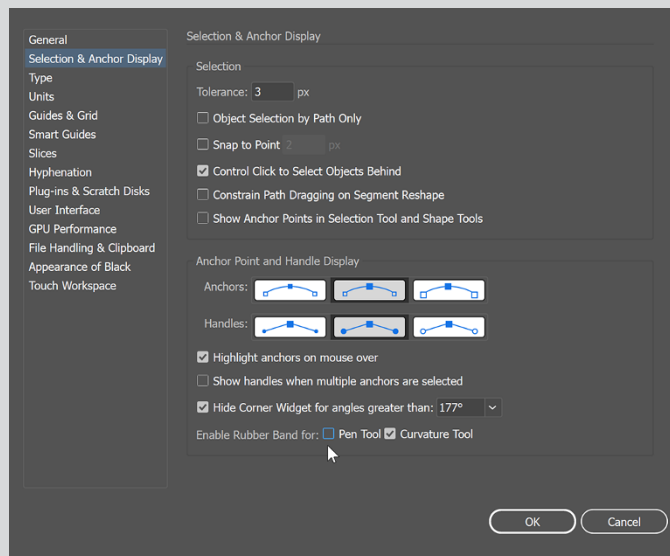 General
Selection & Anchor Display
Type
Units
Guides & Grid
Smart Guides
Slices
Hyphenation
Plug-ins & Scratch Disks
User Interface
GPU Performance
File Handling & Clipboard
Appearance of Black
Touch Workspace
Selection & Anchor Display
Selection
Tolerance: 3 px
Object Selection by Path Only
Snap to Point 2 px
Control Click to Select Objects Behind
Constrain Path Dragging on Segment Reshape
Show Anchor Points in Selection Tool and Shape Tools
Anchor Point and Handle Display
Anchors:
Handles:
Highlight anchors on mouse over
Show handles when multiple anchors are selected
Hide Corner Widget for angles greater than: 177°
Enable Rubber Band for: Pen Tool Curvature Tool
OK Cancel